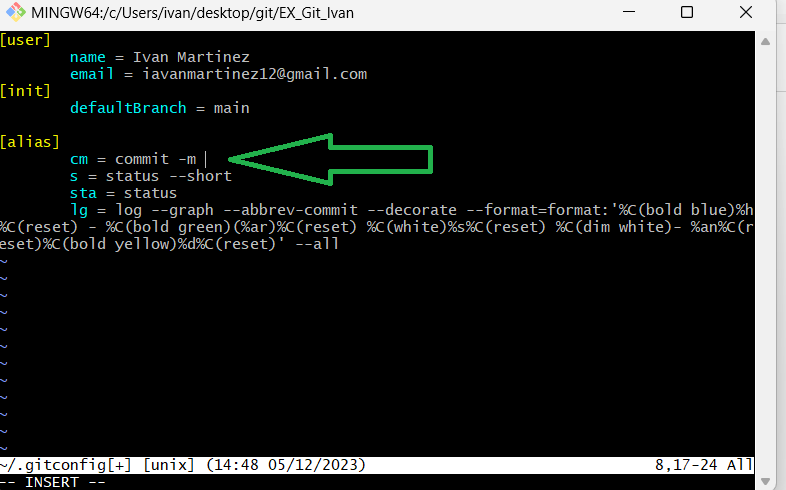 MINGW64:/c/Users/ivan/desktop/git/EX_Git_Ivan
[user]
name = Ivan Martinez
email = iavanmartinez12@gmail.com
[init]
defaultBranch = main
[alias]
cm = commit -m
s = status --short
sta = status
lg = log --graph --abbrev-commit --decorate --format=format:'%C(bold blue)%h
%C(reset) - %C(bold green)(%ar)%C(reset) %C(white)%s%C(reset) %C(dim white)- %an%C(r
eset)%C(bold yellow)%d%C(reset)' --all
~
~
~
~
~
~
~
~
~
~
~
~
~/.gitconfig[+] [unix] (14:48 05/12/2023) 8,17-24 All
-- INSERT --